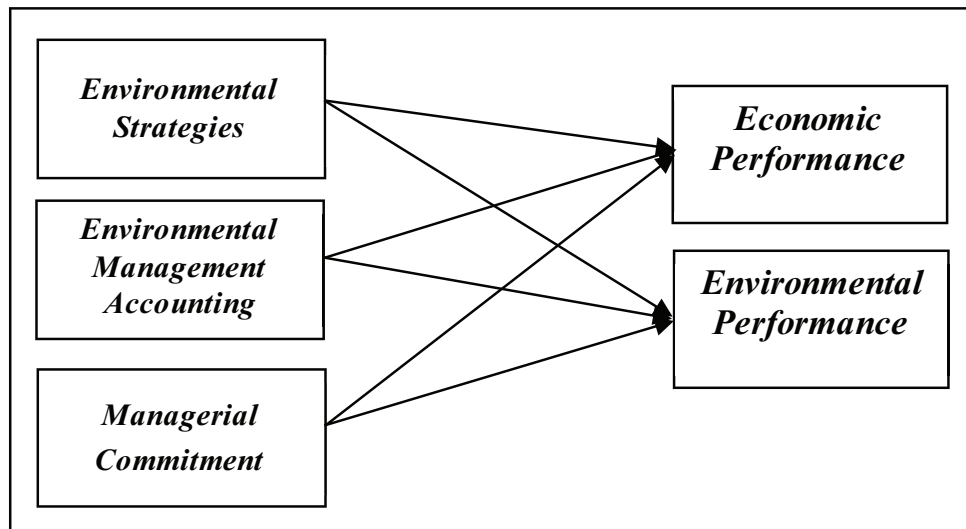 Environmental
Strategies
Environmental
Management
Accounting
Managerial
Commitment
Economic
Performance
Environmental
Performance